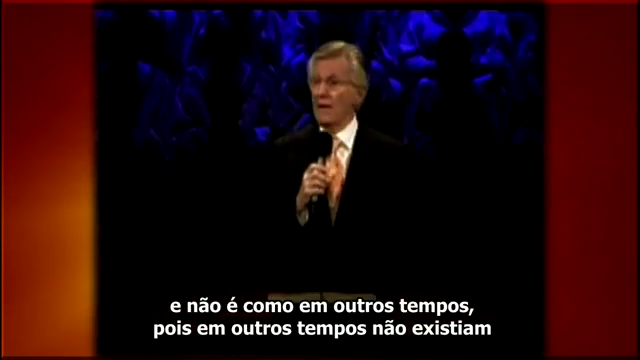 e não é como em outros tempos,
pois em outros tempos não existiam